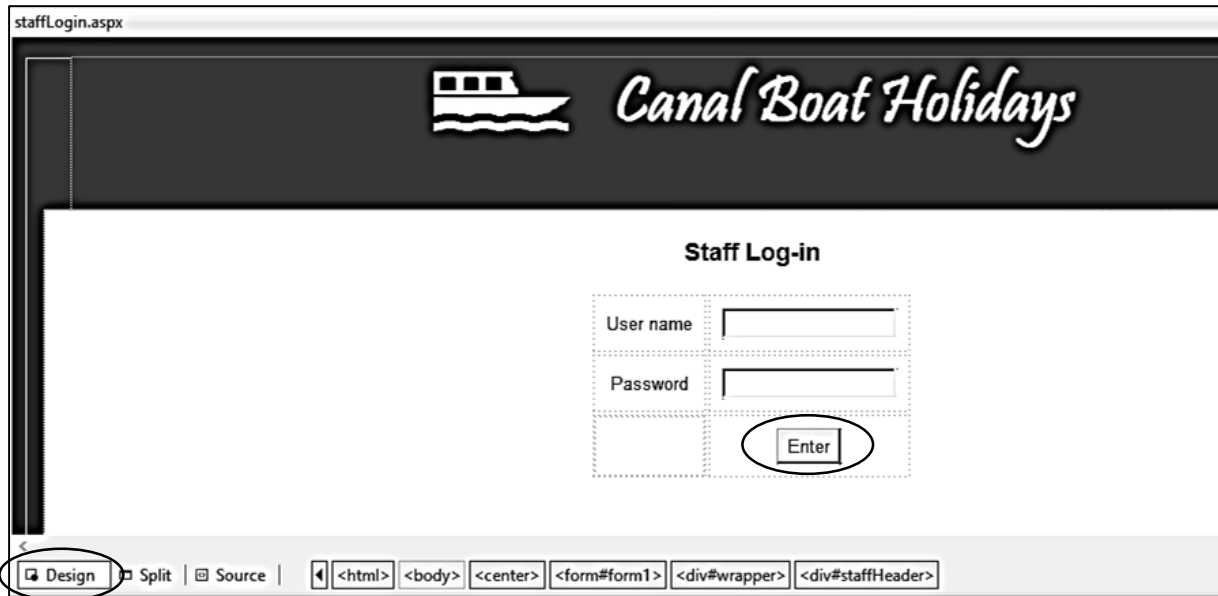 staffLogin.aspx
Canal Boat Holidays
Staff Log-in
User name
Password
Enter
Design Split | Source | <html> <body> <center> <form#form1> <div#wrapper> <div#staffHeader>